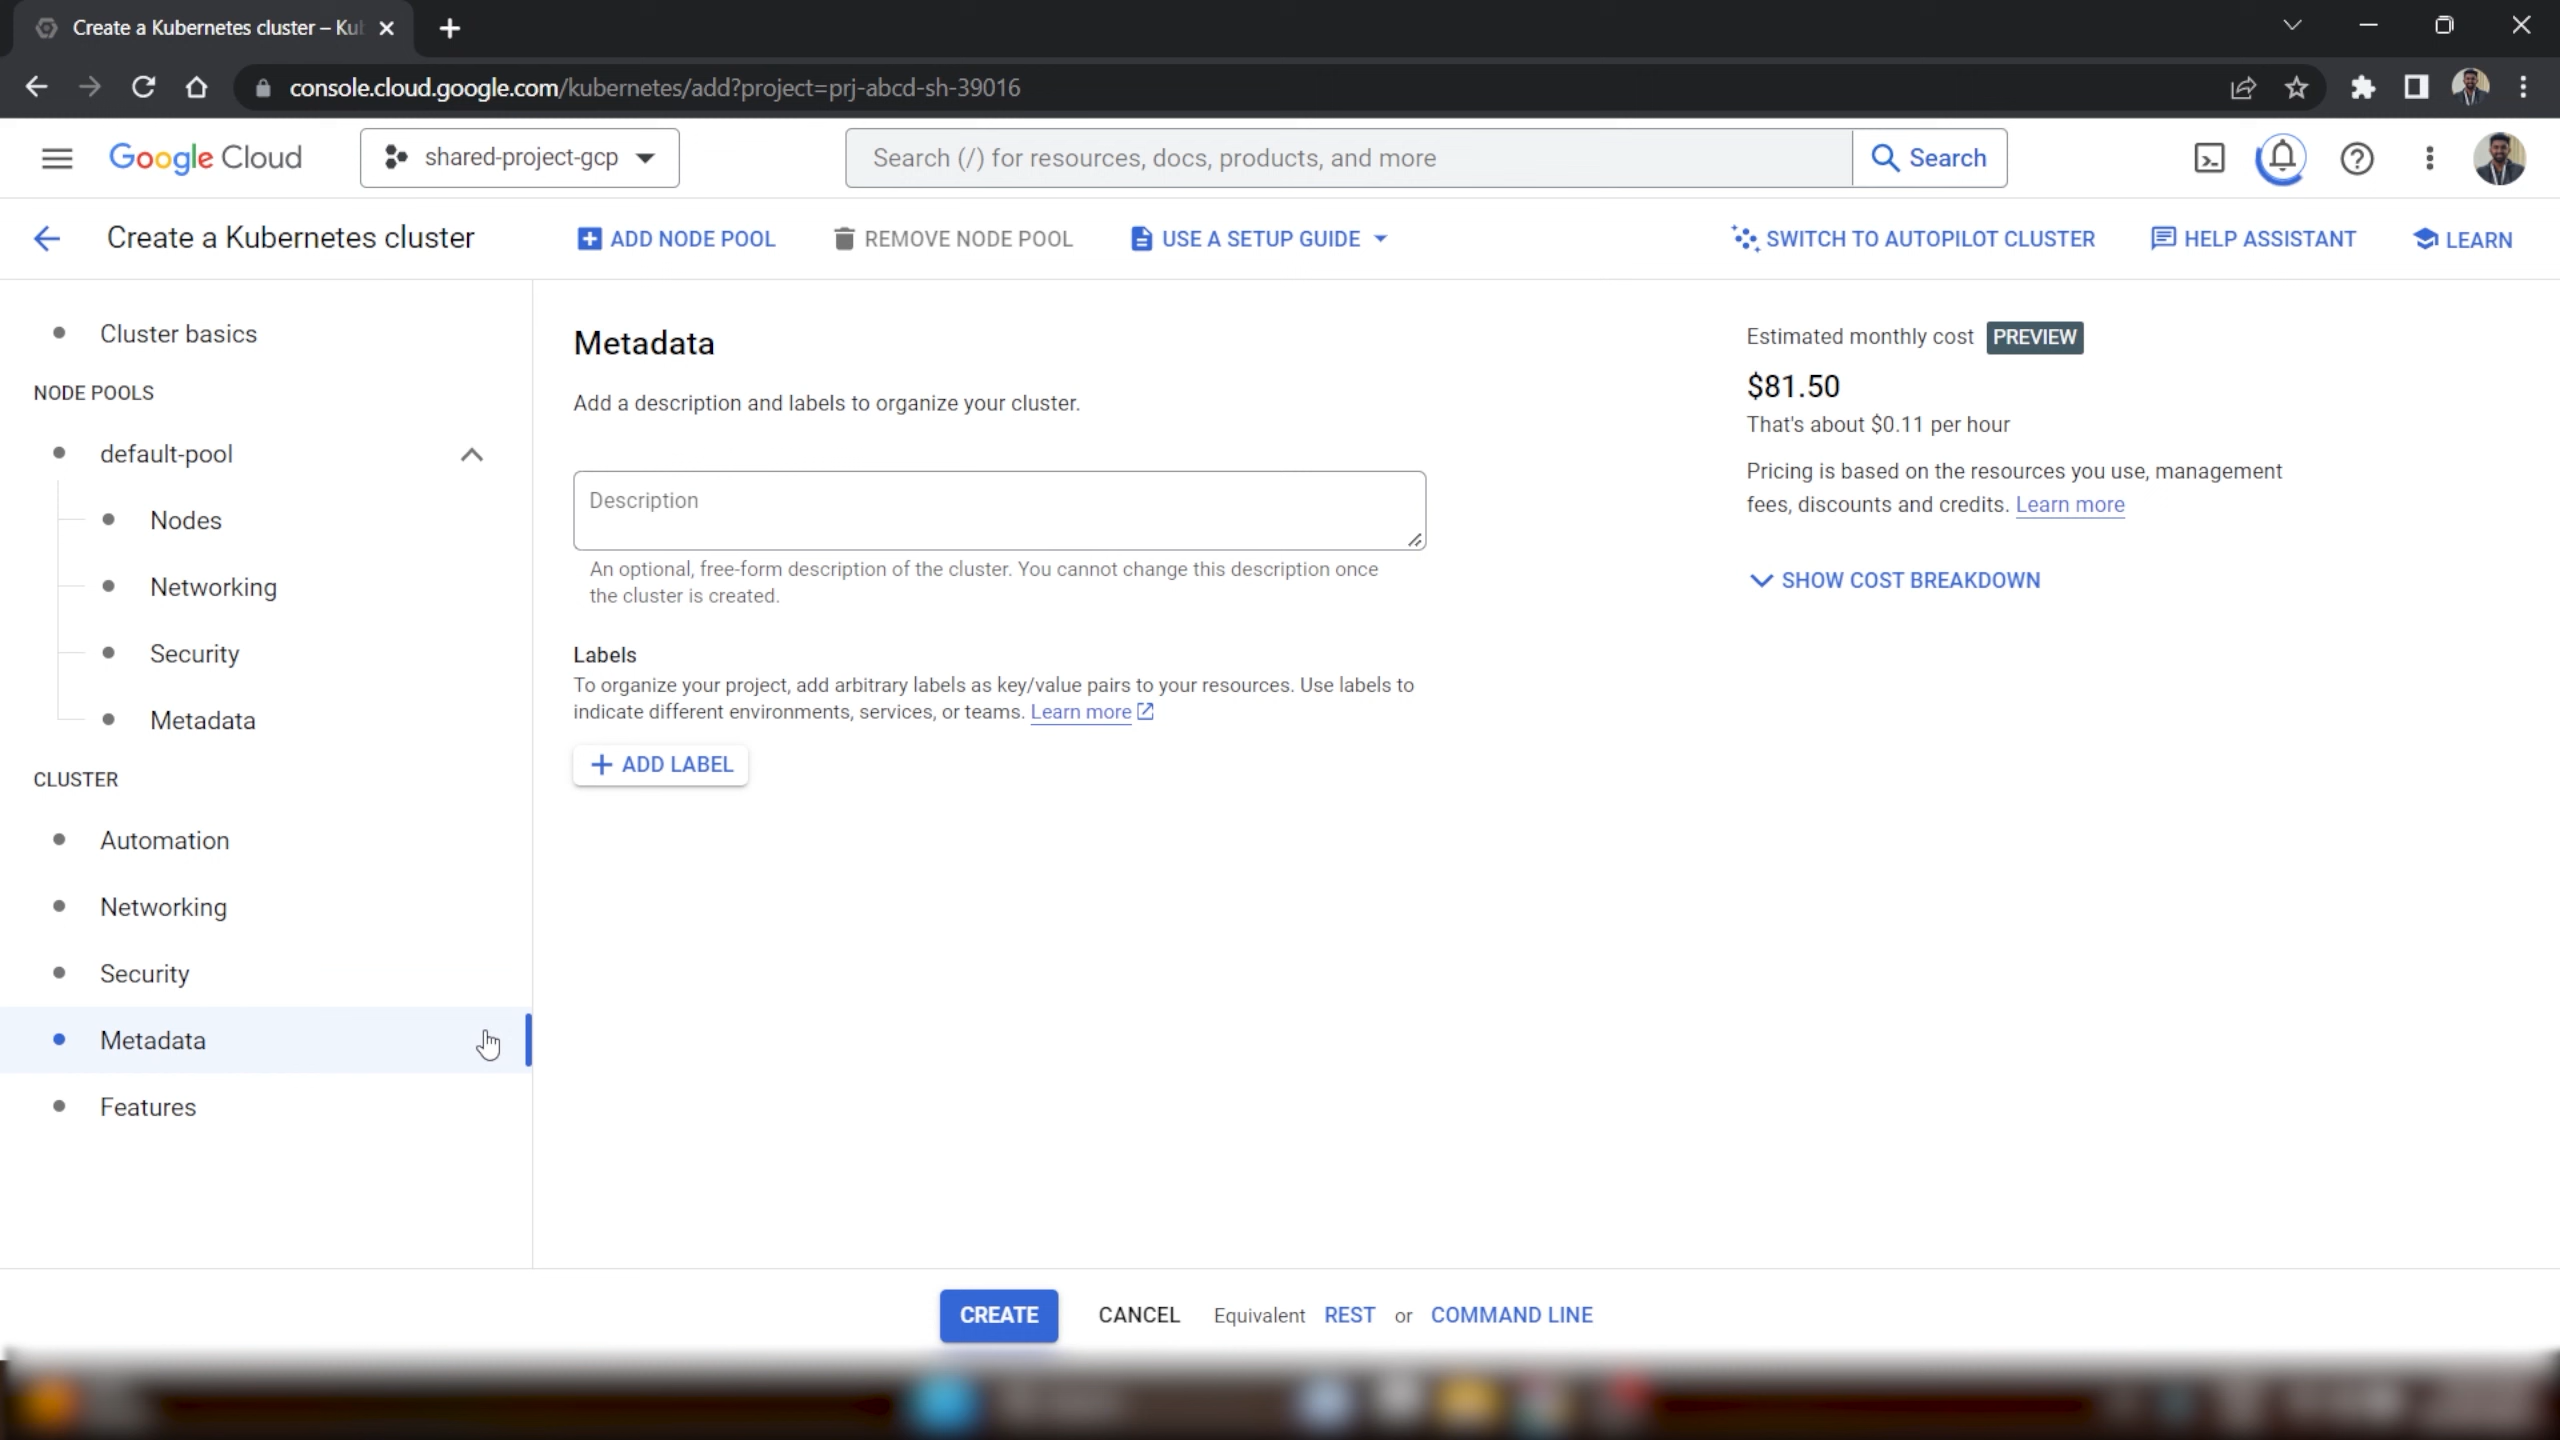 Create a Kubernetes cluster – Ku
console.cloud.google.com/kubernetes/add?project=prj-abcd-sh-39016
Google Cloud
shared-project-gcp
Search (/) for resources, docs, products, and more
Search
Create a Kubernetes cluster
ADD NODE POOL
REMOVE NODE POOL
USE A SETUP GUIDE
SWITCH TO AUTOPILOT CLUSTER
HELP ASSISTANT
LEARN
Cluster basics
NODE POOLS
default-pool
Nodes
Networking
Security
Metadata
CLUSTER
Automation
Networking
Security
Metadata
Features
Metadata
Add a description and labels to organize your cluster.
Description
An optional, free-form description of the cluster. You cannot change this description once
the cluster is created.
Labels
To organize your project, add arbitrary labels as key/value pairs to your resources. Use labels to
indicate different environments, services, or teams. Learn more
ADD LABEL
Estimated monthly cost PREVIEW
$81.50
That's about $0.11 per hour
Pricing is based on the resources you use, management
fees, discounts and credits. Learn more
SHOW COST BREAKDOWN
CREATE
CANCEL
Equivalent REST or COMMAND LINE